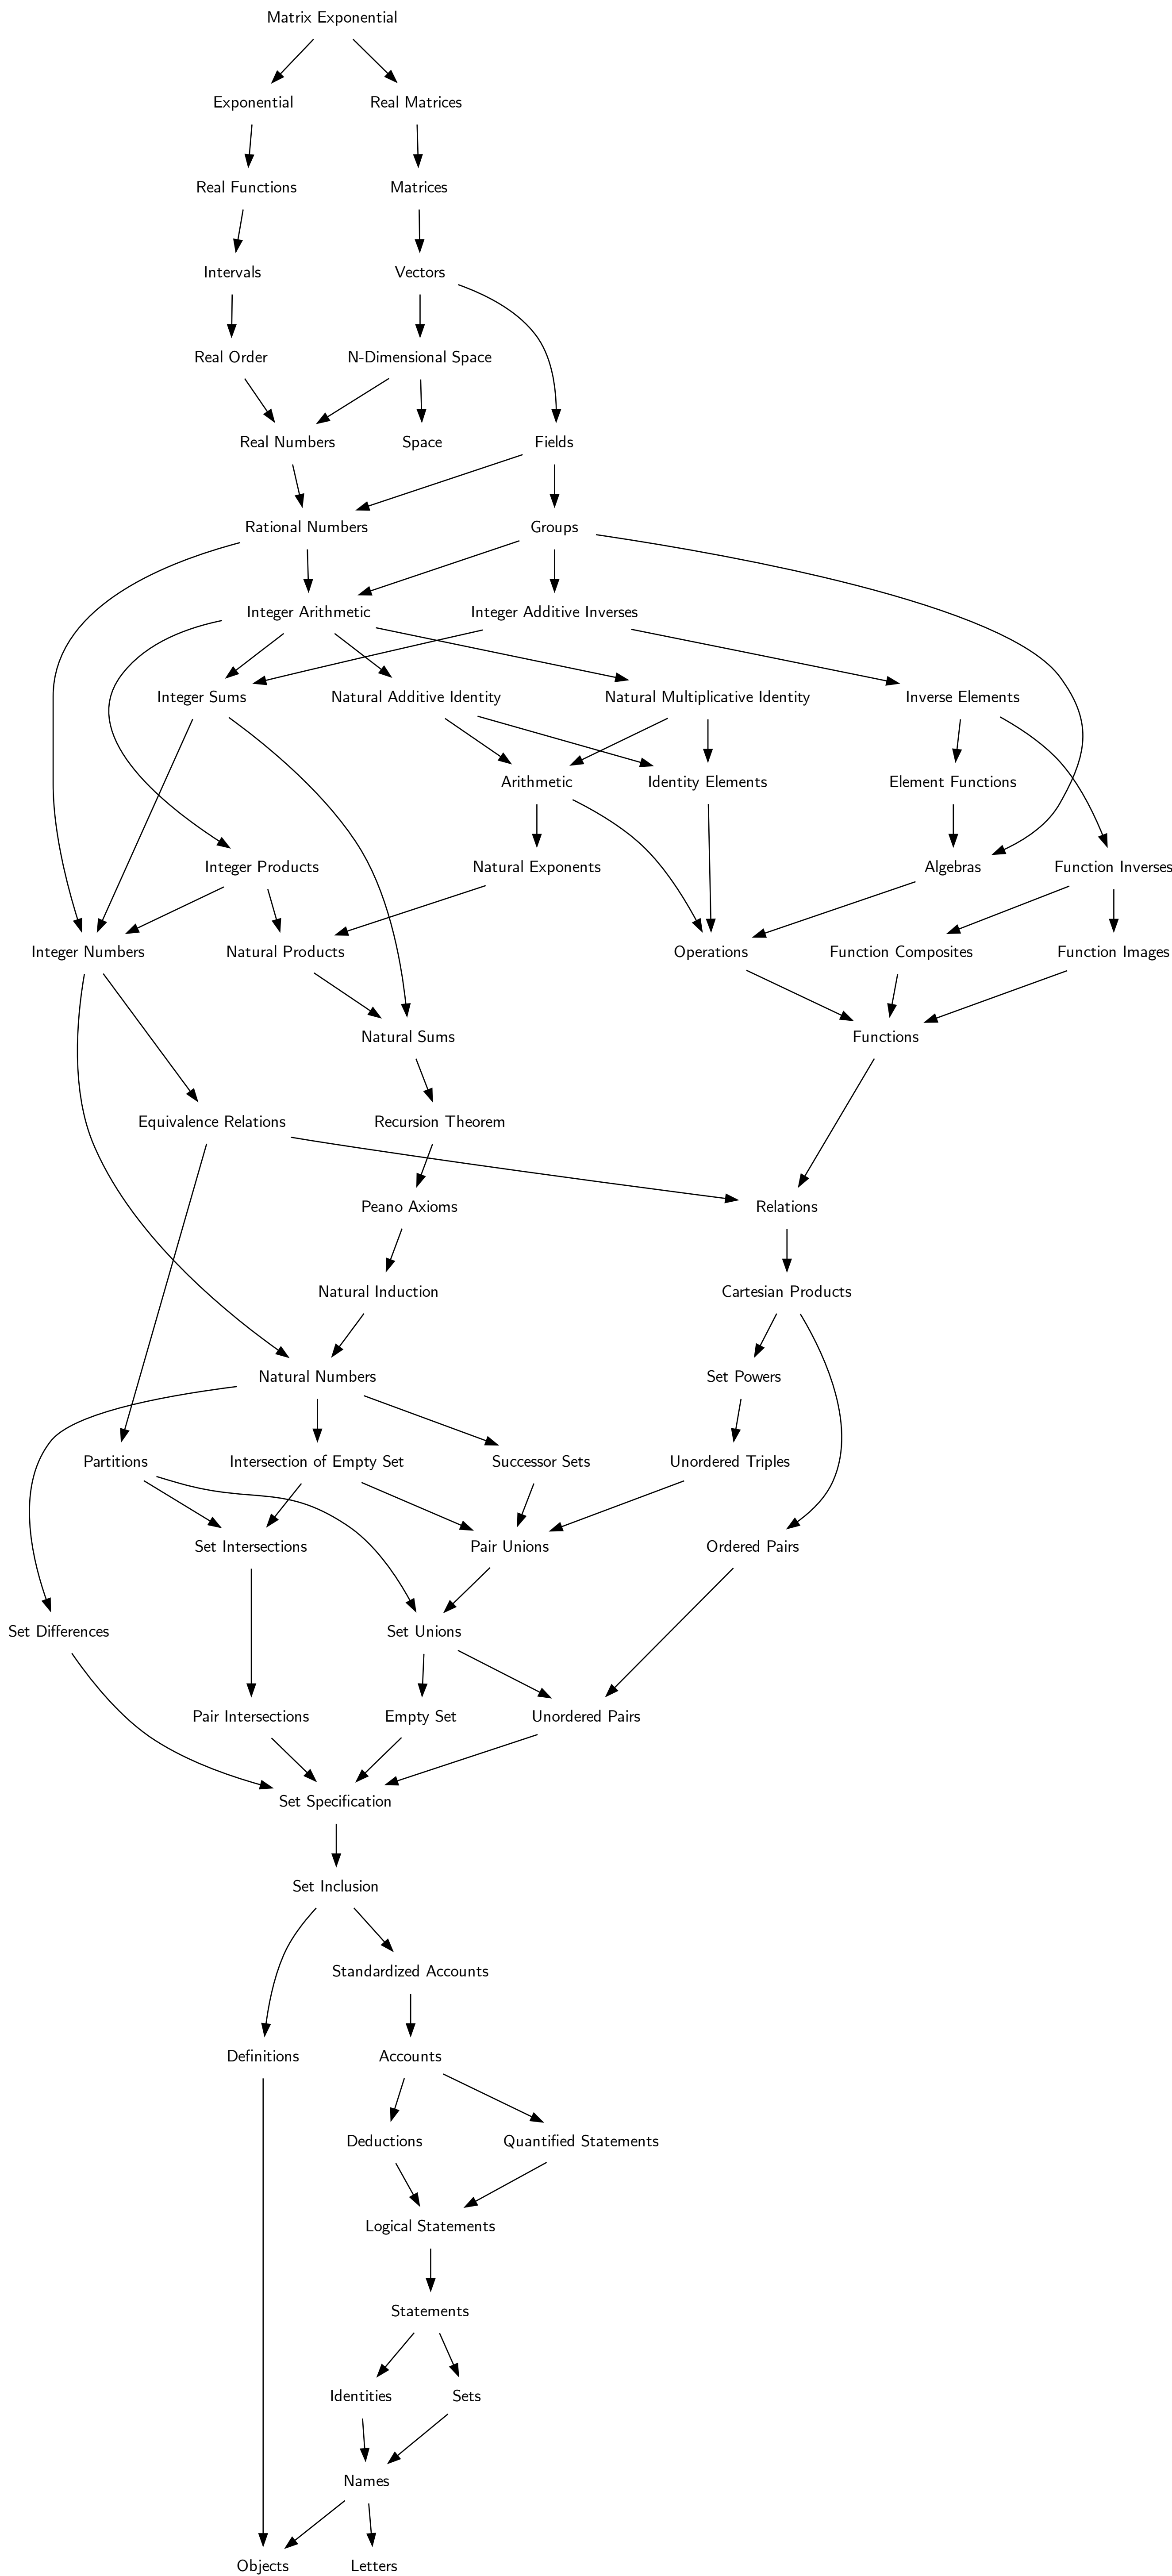 Matrix Exponential
Exponential
Real Matrices
Real Functions
Matrices
Intervals
Vectors
Real Order
N-Dimensional Space
Real Numbers
Space
Fields
Rational Numbers
Groups
Integer Arithmetic
Integer Additive Inverses
Integer Sums
Natural Additive Identity
Natural Multiplicative Identity
Inverse Elements
Arithmetic
Identity Elements
Element Functions
Integer Products
Natural Exponents
Algebras
Function Inverses
Integer Numbers
Natural Products
Operations
Function Composites
Function Images
Natural Sums
Functions
Equivalence Relations
Recursion Theorem
Peano Axioms
Relations
Natural Induction
Cartesian Products
Natural Numbers
Set Powers
Partitions
Intersection of Empty Set
Successor Sets
Unordered Triples
Set Intersections
Pair Unions
Ordered Pairs
Set Differences
Set Unions
Pair Intersections
Empty Set
Unordered Pairs
Set Specification
Set Inclusion
Standardized Accounts
Definitions
Accounts
Deductions
Quantified Statements
Logical Statements
Statements
Identities
Sets
Names
Objects
Letters